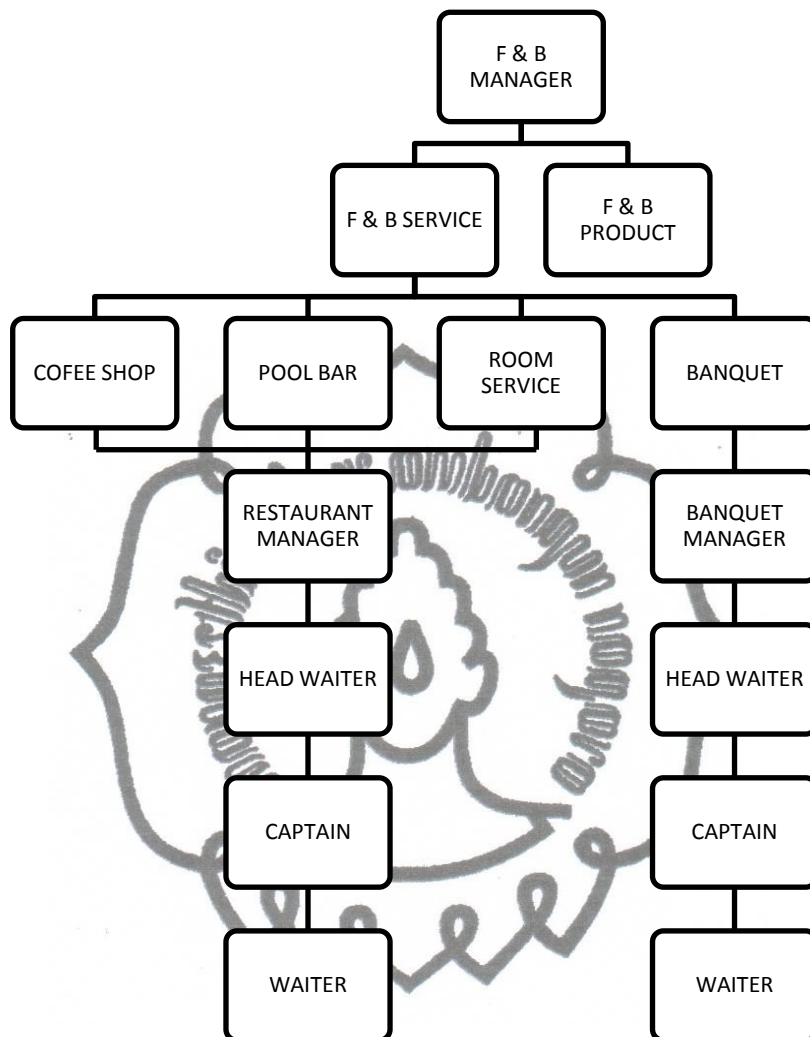 F & B
MANAGER
F & B SERVICE
F & B
PRODUCT
COFEE SHOP
POOL BAR
ROOM
SERVICE
BANQUET
RESTAURANT
MANAGER
BANQUET
MANAGER
HEAD WAITER
HEAD WAITER
CAPTAIN
CAPTAIN
WAITER
WAITER